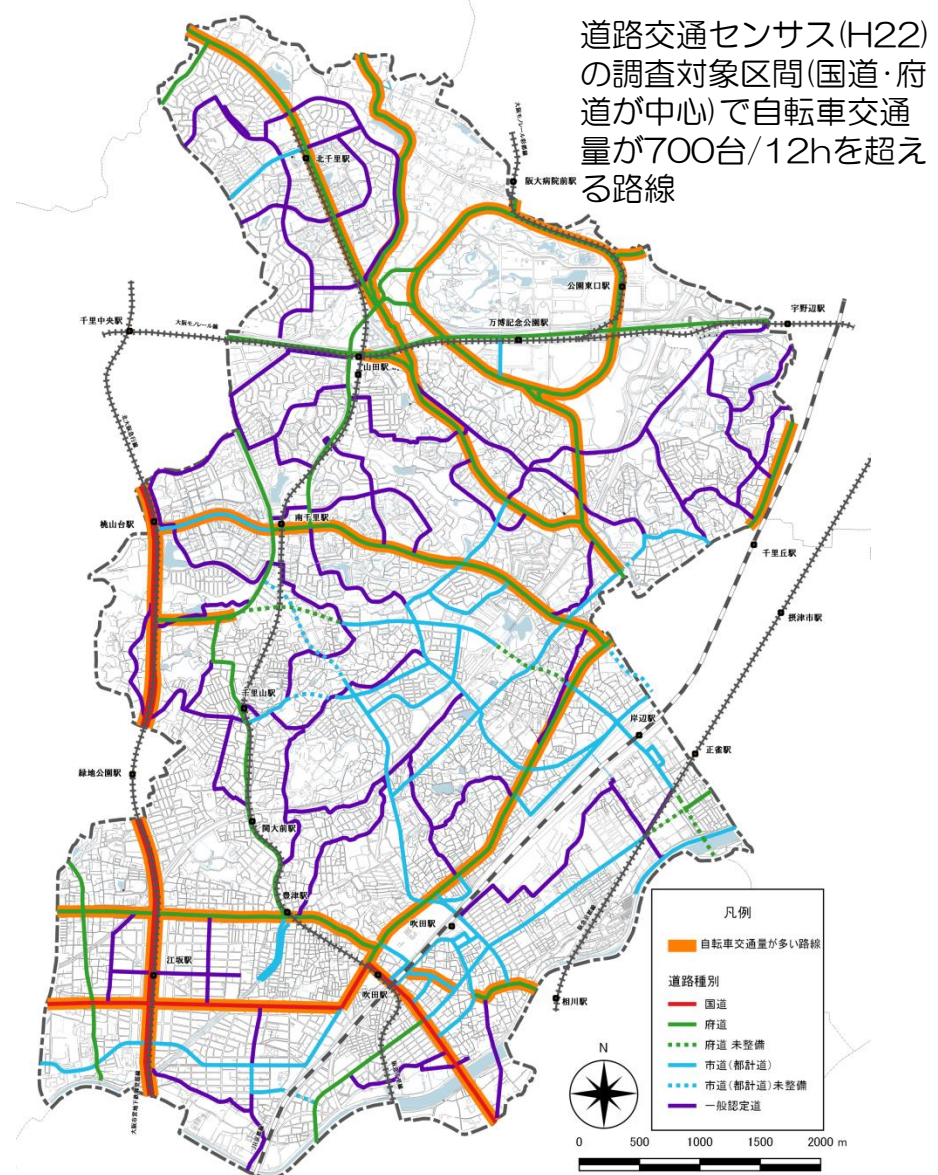 道路交通センサス(H22)
の調査対象区間(国道・府
道が中心)で自転車交通
量が700台/12hを超え
る路線
北千里駅
阪大病院前駅
公園東口駅
千里中央駅
大阪モノレール線
万博記念公園駅
宇野辺駅
山田駅
桃山台駅
南千里駅
千里丘駅
摂津市駅
千里山駅
岸辺駅
正雀駅
緑地公園駅
関大前駅
豊津駅
吹田駅
江坂駅
吹田駅
相川駅
凡例
自転車交通量が多い路線
道路種別
国道
府道
府道 未整備
市道(都計道)
市道(都計道)未整備
一般認定道
N
0 500 1000 1500 2000 m